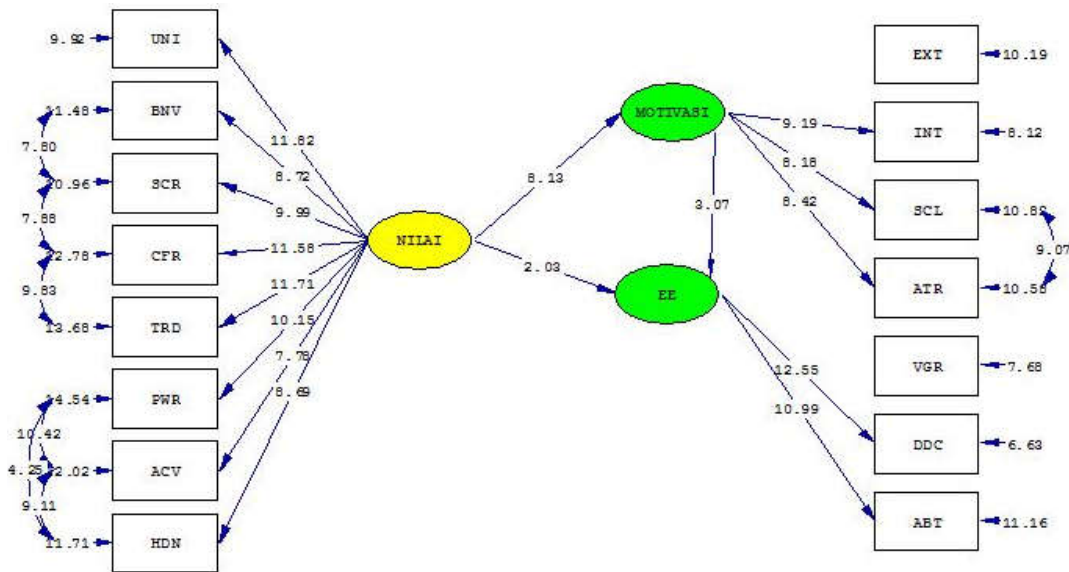 9.92
UNI
11.48
BNV
7.80
10.96
SCR
7.88
12.78
CFR
9.83
13.68
TRD
14.54
PWR
10.42
4.25
12.02
ACV
9.11
11.71
HDN
11.82
8.72
9.99
11.58
11.71
10.15
7.78
8.69
NILAI
8.13
2.03
MOTIVASI
3.07
EE
9.19
8.18
8.42
12.55
10.99
EXT
10.19
INT
8.12
SCL
9.07
ATR
10.58
VGR
7.68
DDC
6.63
ABT
11.16